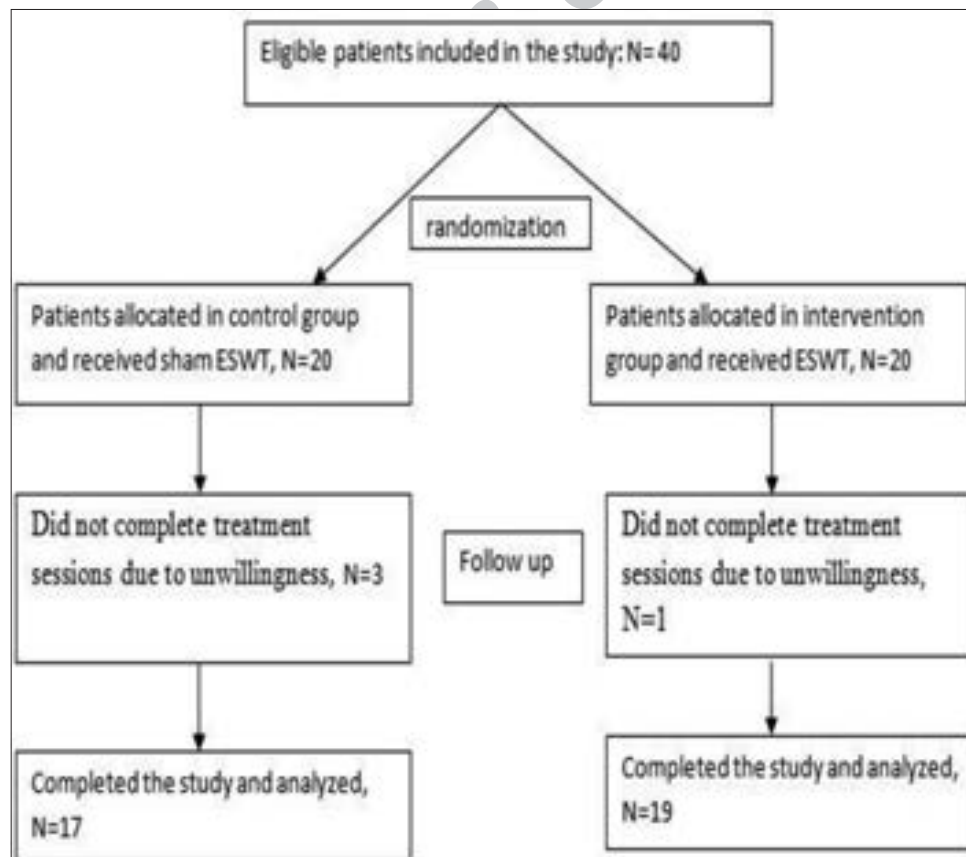 Eligible patients included in the study: N= 40
randomization
Patients allocated in control group
and received sham ESWT, N=20
Patients allocated in intervention
group and received ESWT, N=20
Did not complete treatment
sessions due to unwillingness, N=3
Follow up
Did not complete treatment
sessions due to unwillingness,
N=1
Completed the study and analyzed,
N=17
Completed the study and analyzed,
N=19